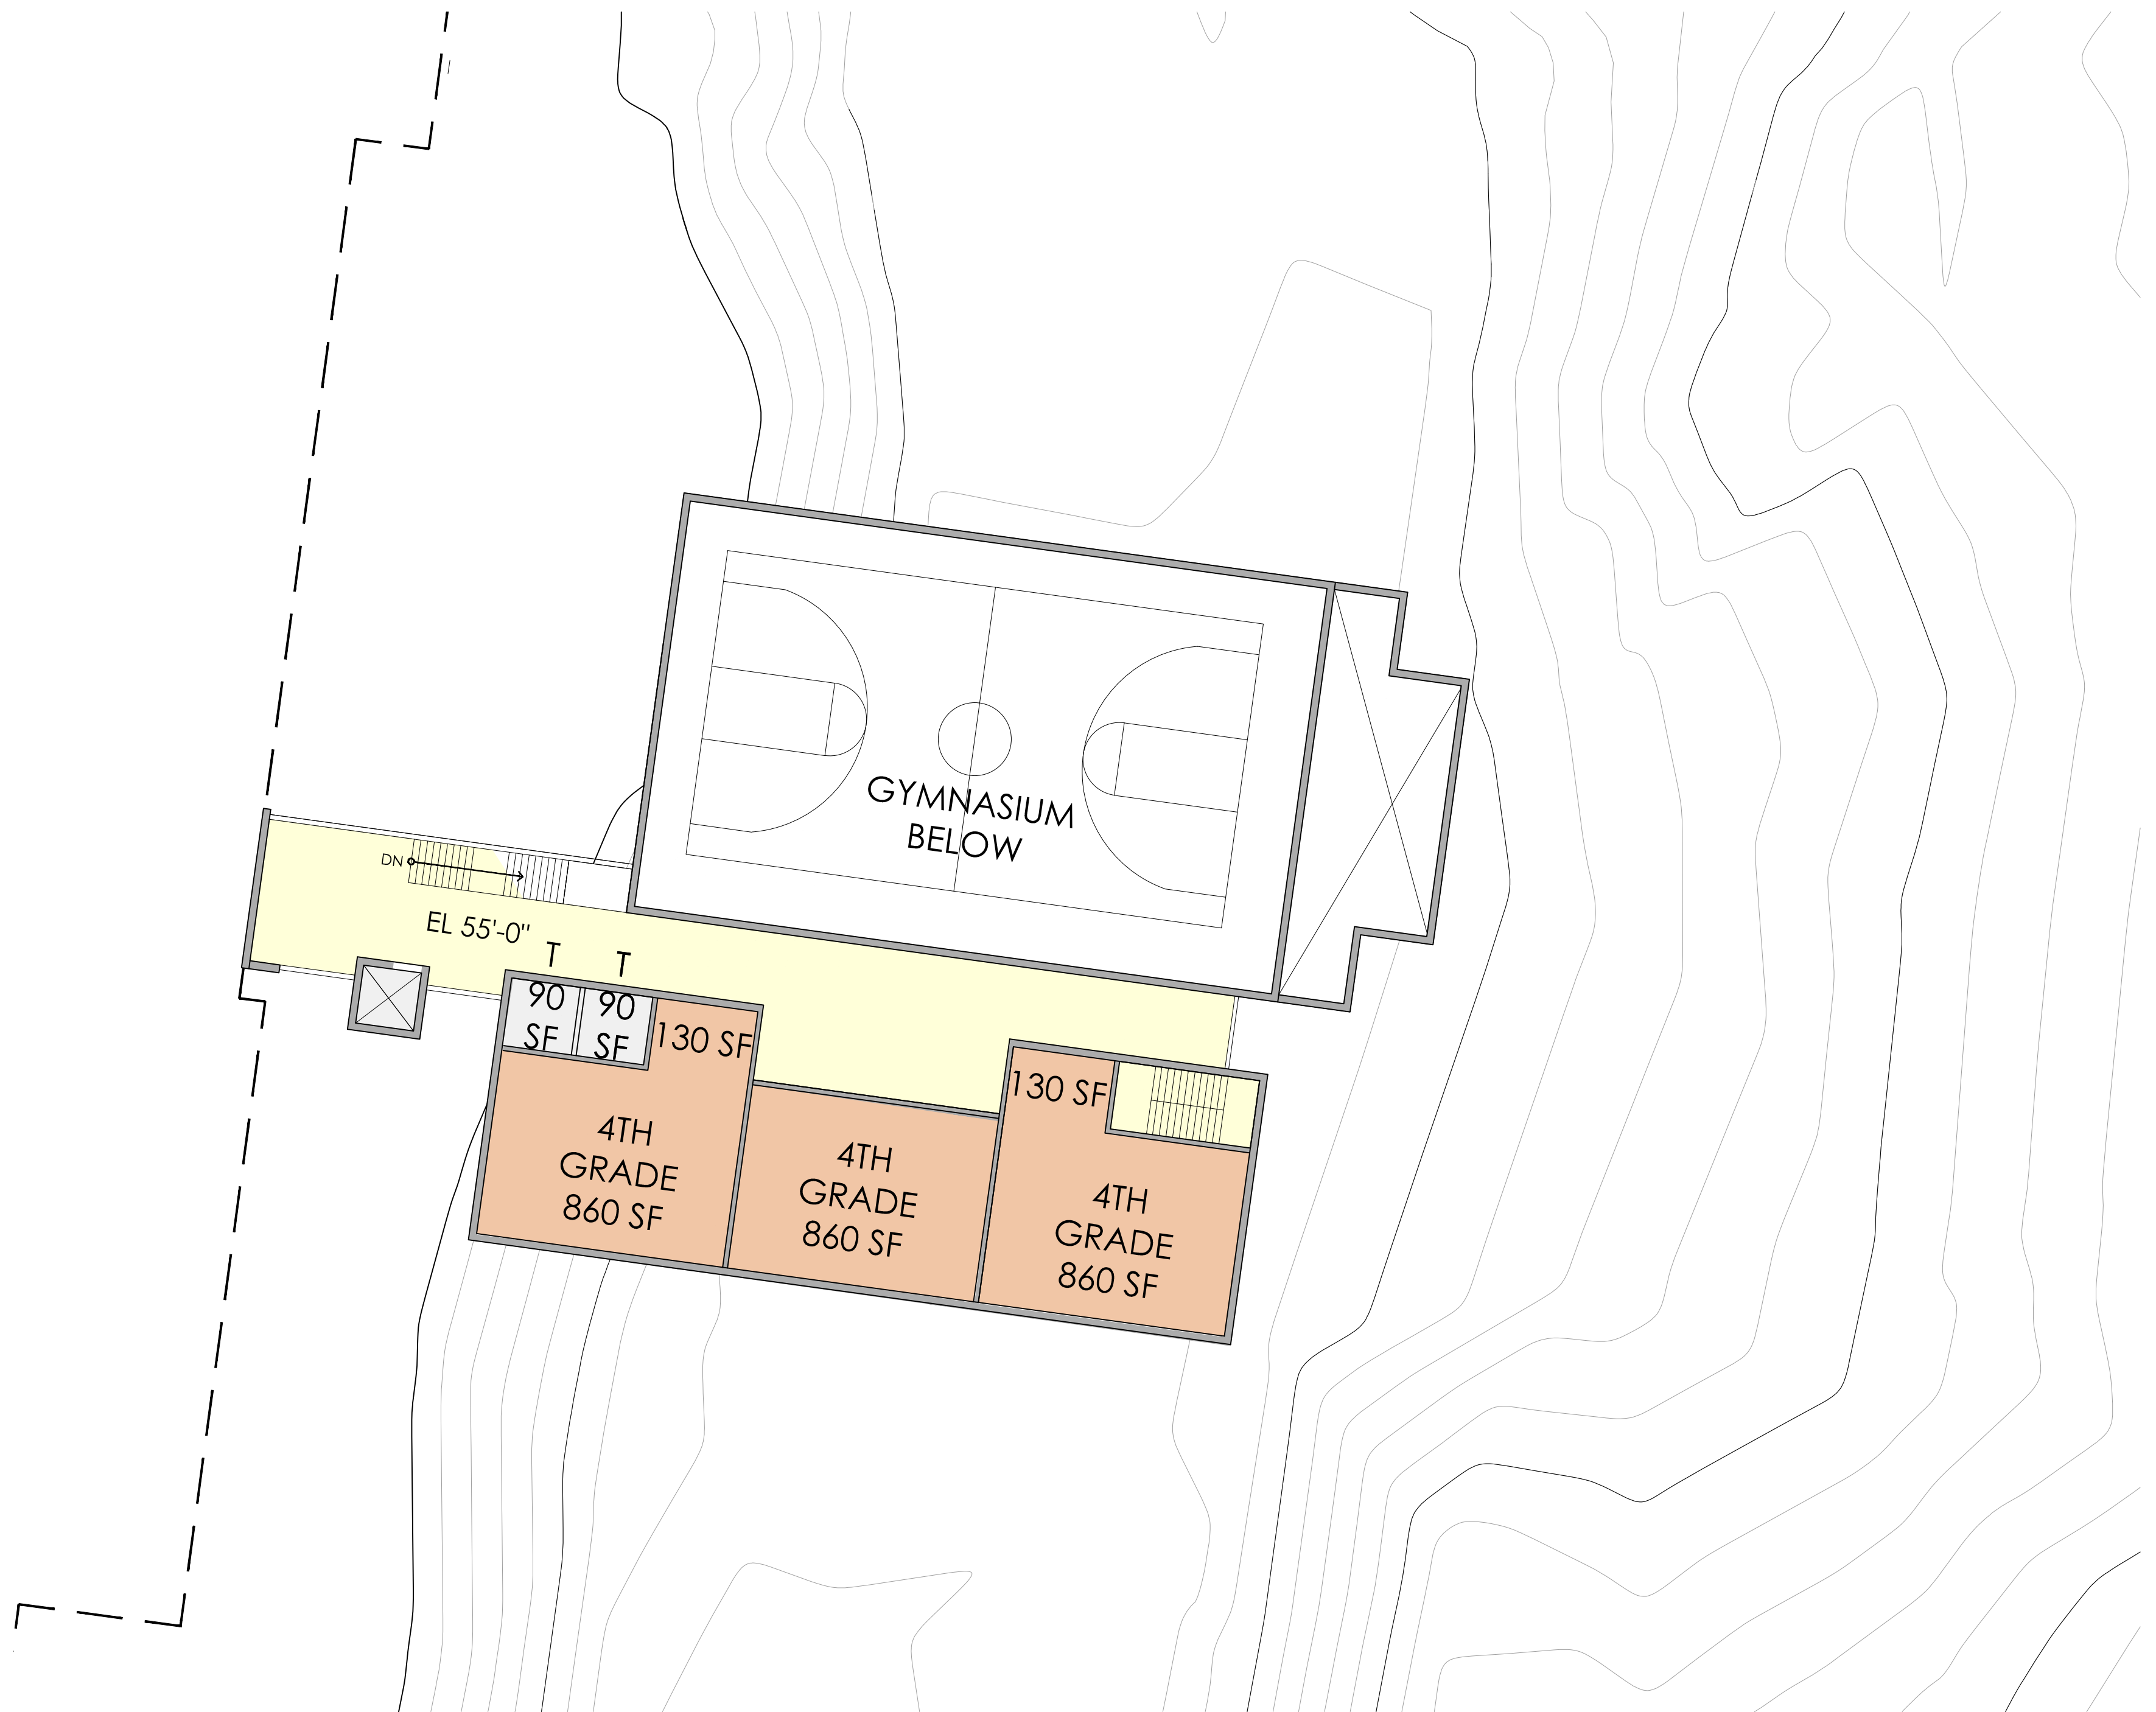 GYMNASIUM
BELOW
DN
EL 55'-0"
T
T
90
SF
90
SF
130 SF
130 SF
4TH
GRADE
860 SF
4TH
GRADE
860 SF
4TH
GRADE
860 SF